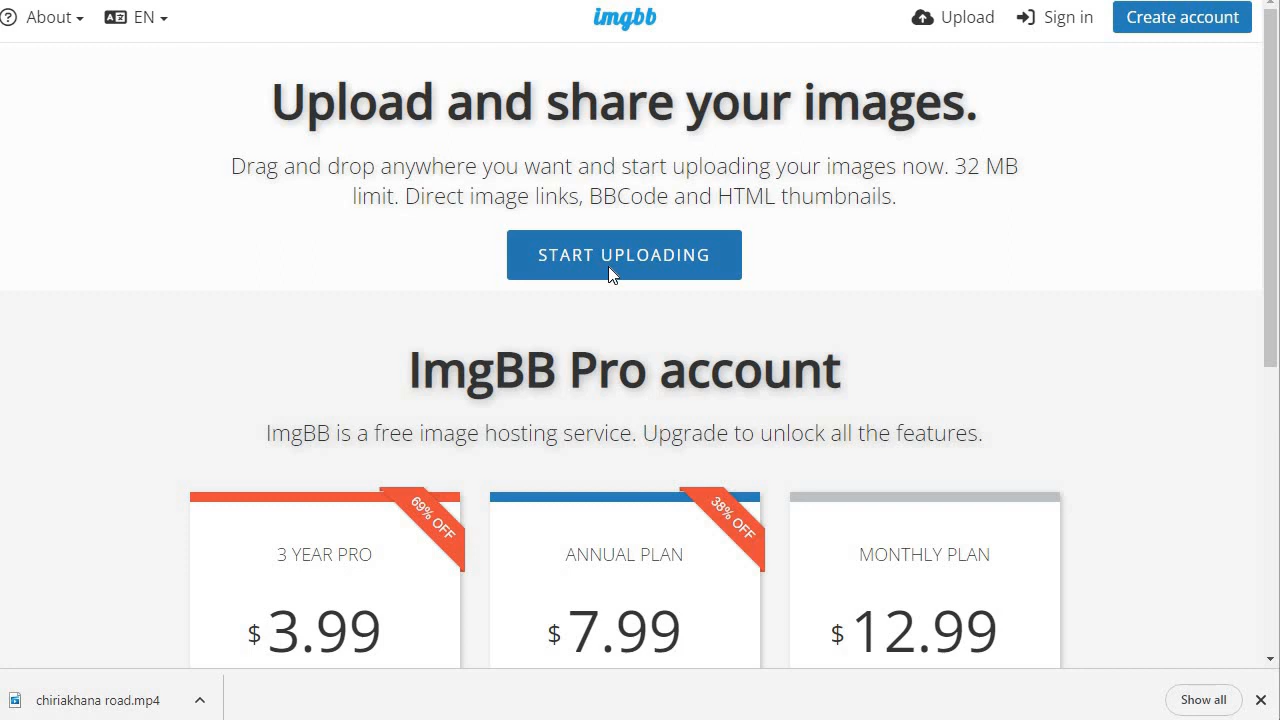 About
EN
imgbb
Upload
Sign in
Create account
Upload and share your images.
Drag and drop anywhere you want and start uploading your images now. 32 MB
limit. Direct image links, BBCode and HTML thumbnails.
START UPLOADING
ImgBB Pro account
ImgBB is a free image hosting service. Upgrade to unlock all the features.
69% OFF
38% OFF
3 YEAR PRO
ANNUAL PLAN
MONTHLY PLAN
$ 3.99
$ 7.99
$ 12.99
chiriakhana road.mp4
Show all